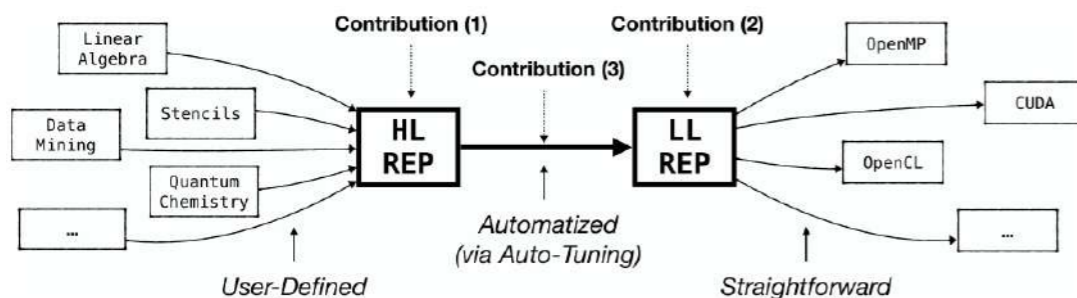 Contribution (1)
Contribution (2)
Contribution (3)
Linear
Algebra
Stencils
Data
Mining
Quantum
Chemistry
…
HL
REP
LL
REP
OpenMP
CUDA
OpenCL
…
User-Defined
Automatized
(via Auto-Tuning)
Straightforward